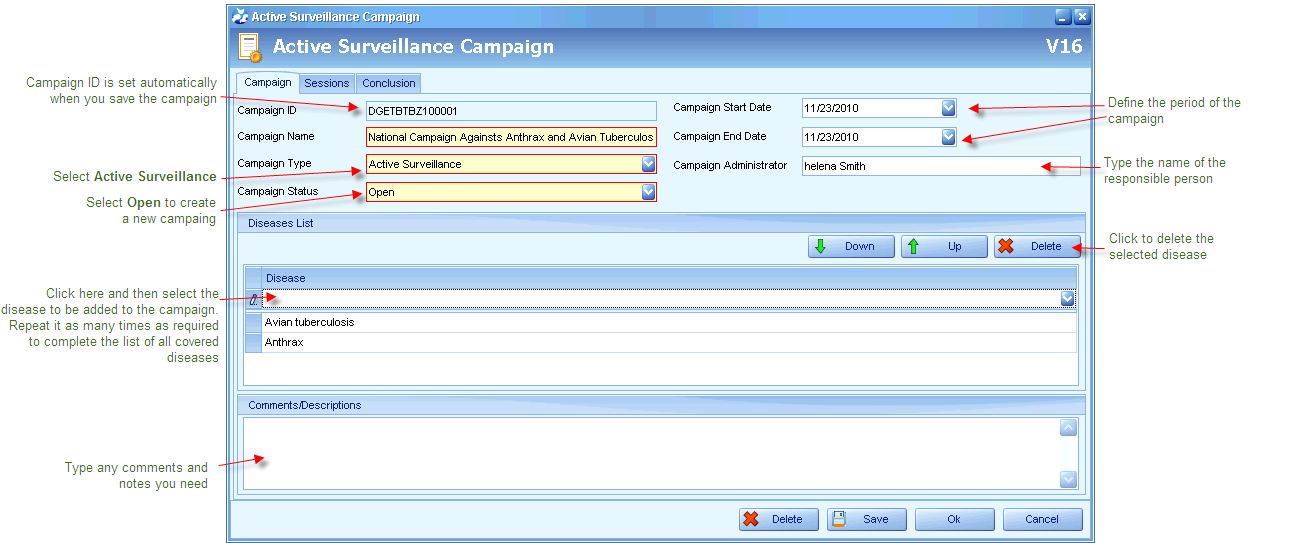 Active Surveillance Campaign
Active Surveillance Campaign
V16
Campaign
Sessions
Conclusion
Campaign ID is set automatically
when you save the campaign
Campaign ID
DGETBTBZ100001
Campaign Start Date
11/23/2010
Define the period of the
campaign
Campaign Name
National Campaign Againsts Anthrax and Avian Tuberculos
Campaign End Date
11/23/2010
Campaign Type
Active Surveillance
Campaign Administrator
helena Smith
Type the name of the
responsible person
Select Active Surveillance
Campaign Status
Open
Select Open to create
a new campaing
Diseases List
Down
Up
Delete
Click to delete the
selected disease
Disease
Click here and then select the
disease to be added to the campaign.
Repeat it as many times as required
to complete the list of all covered
diseases
Avian tuberculosis
Anthrax
Comments/Descriptions
Type any comments and
notes you need
Delete
Save
Ok
Cancel